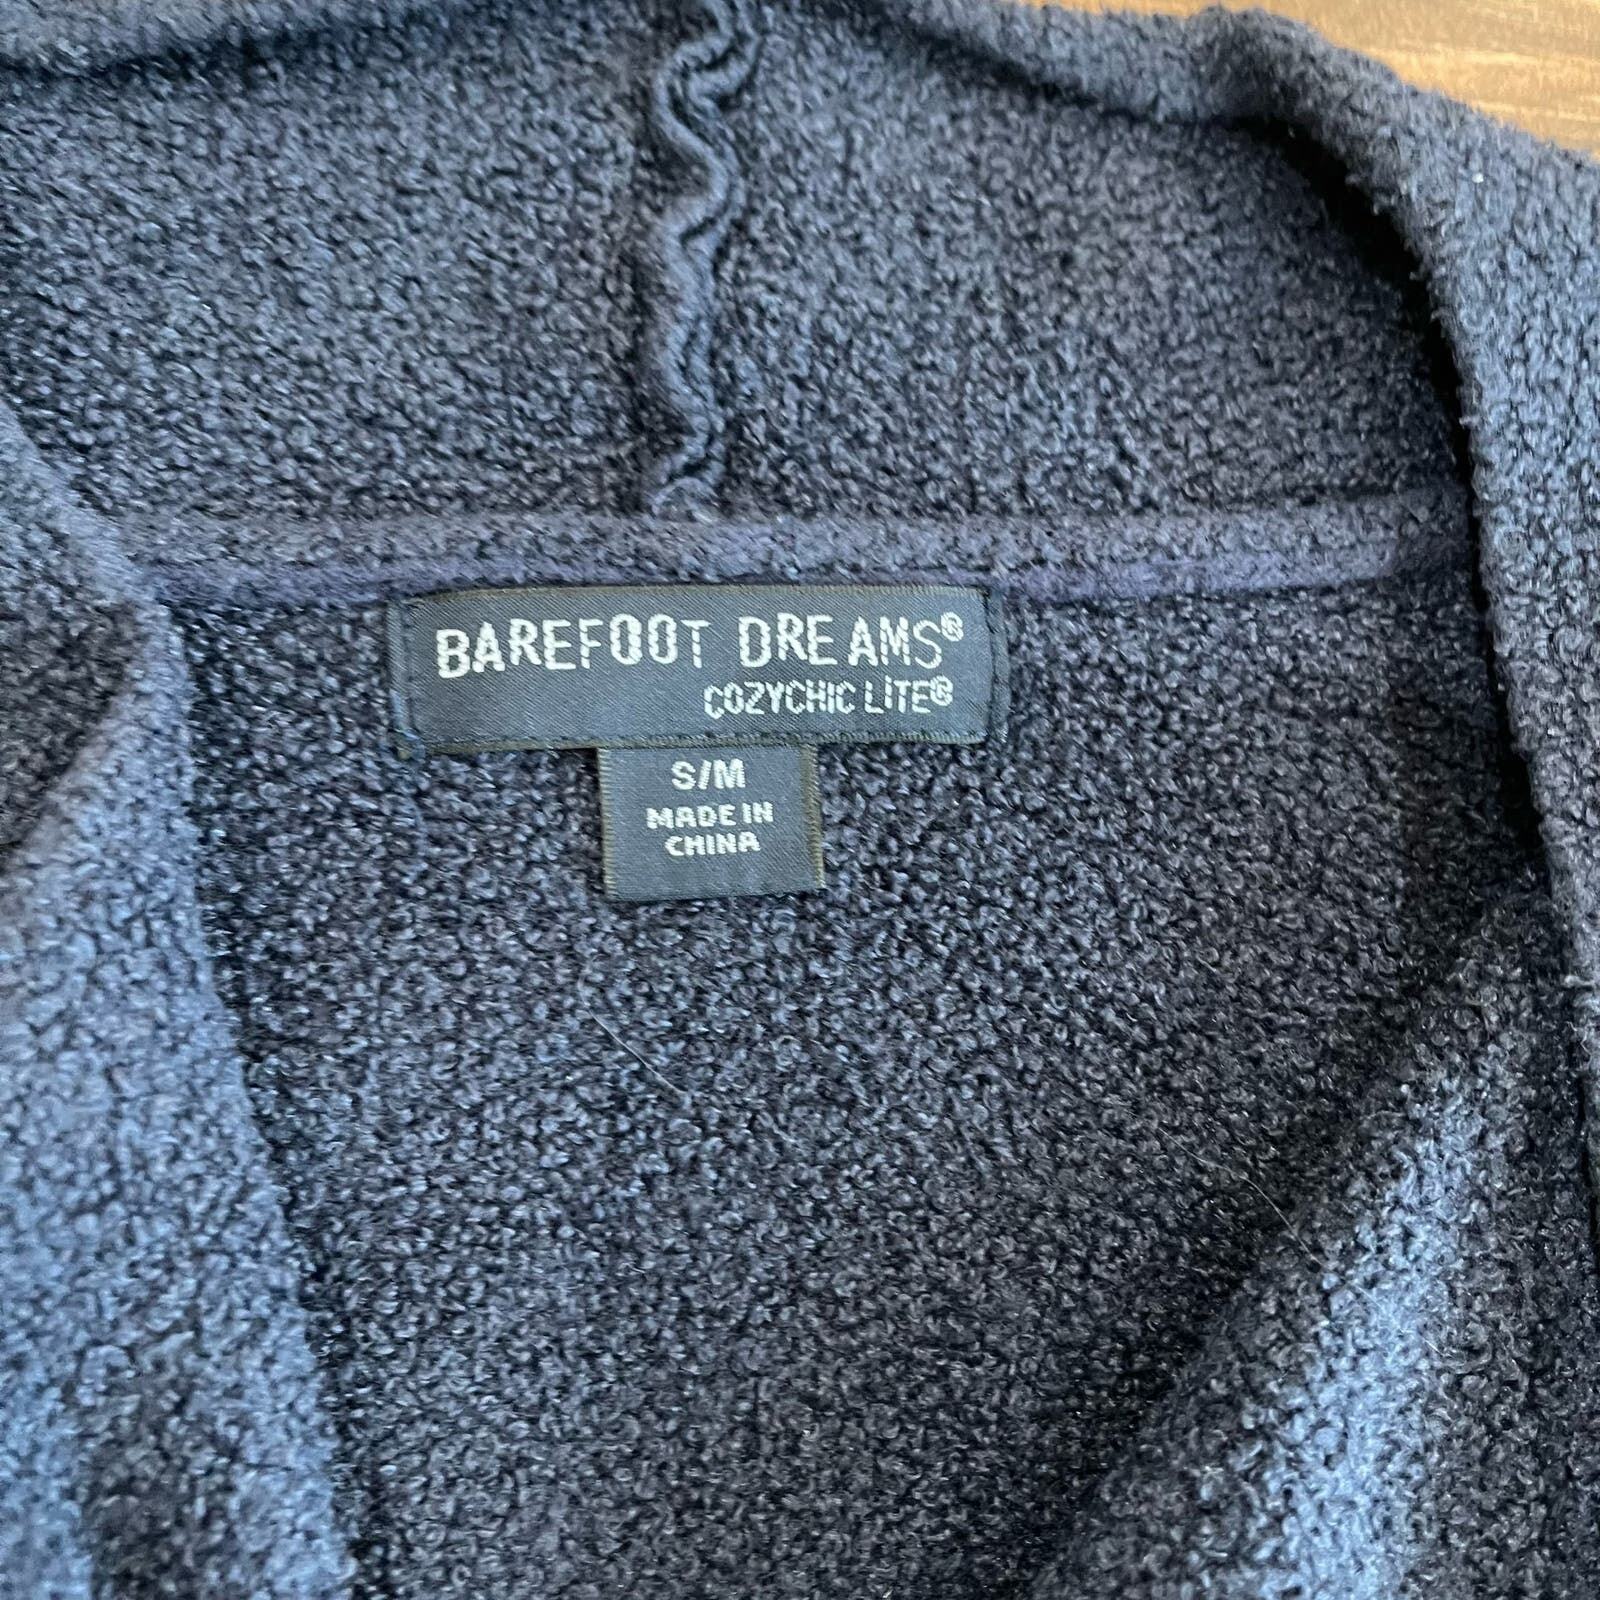 BAREFOOT DREAMS®
COZYCHIC LITE®
S/M
MADE IN
CHINA